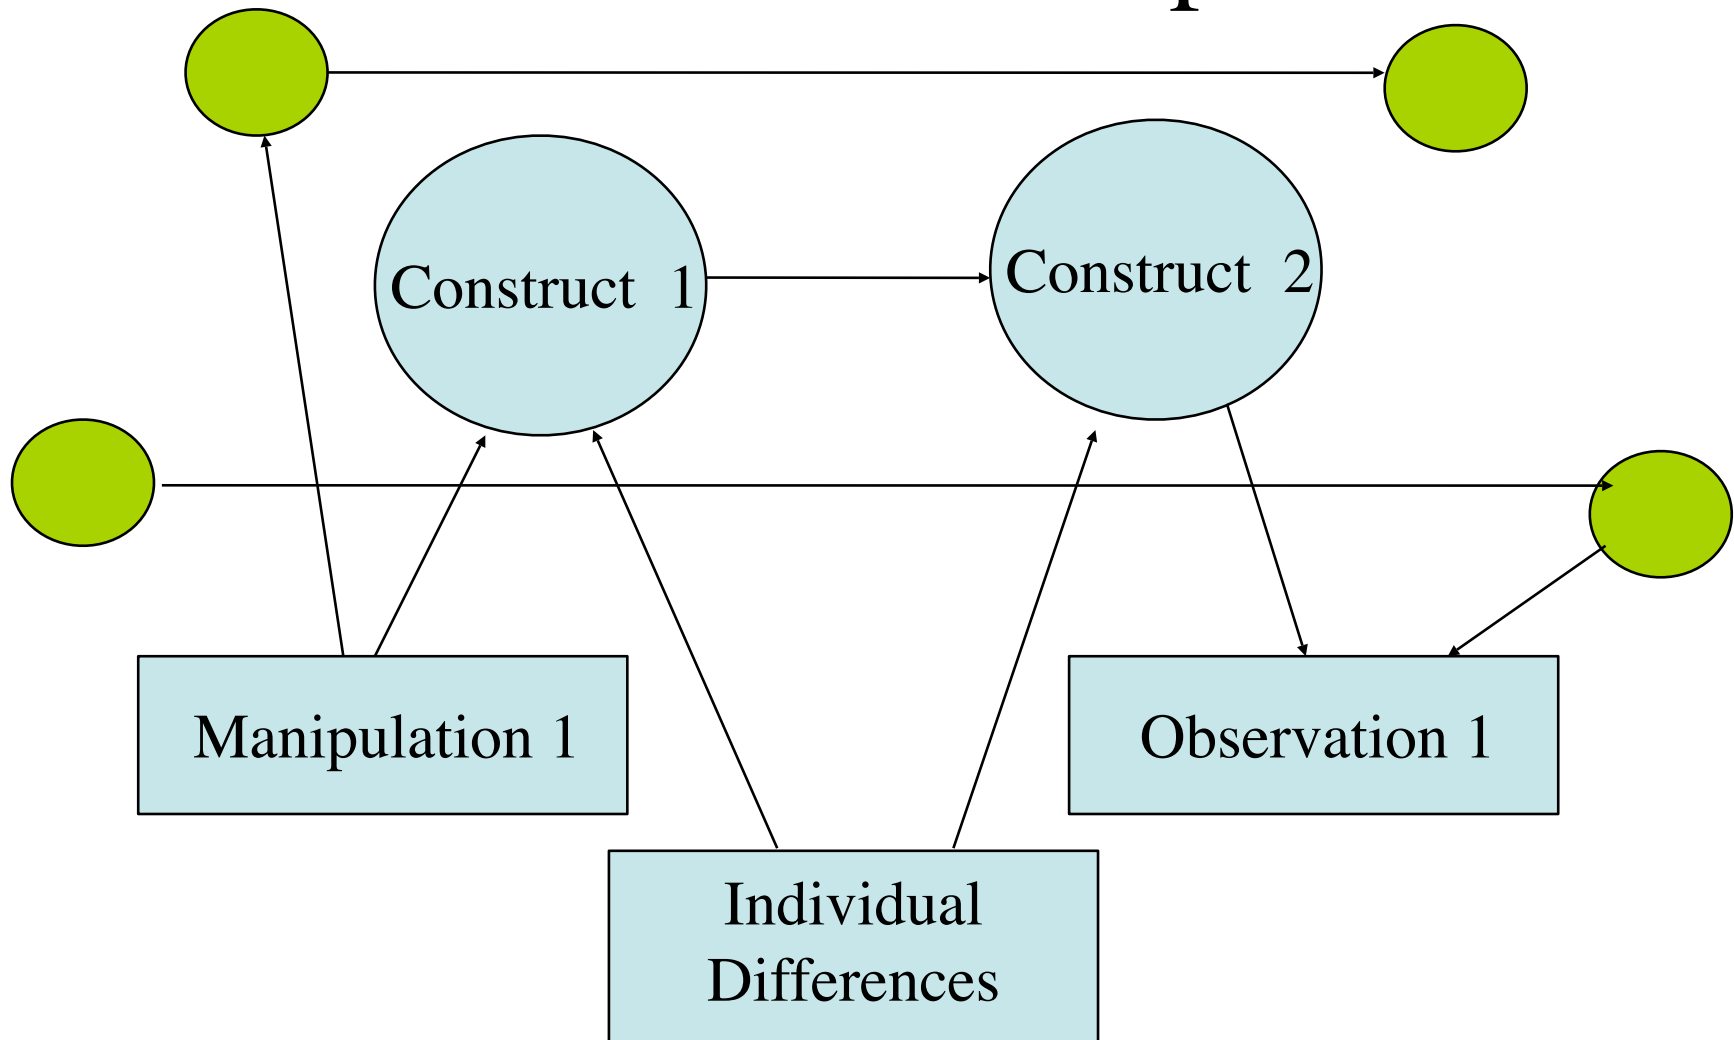 Construct 1
Construct 2
Manipulation 1
Observation 1
Individual
Differences